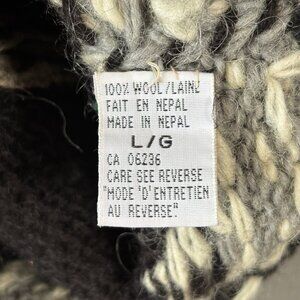 100% WOOL/LAINE
FAIT EN NEPAL
MADE IN NEPAL
L/G
CA 06236
CARE SEE REVERSE
"MODE 'D'ENTRETIEN
AU REVERSE."